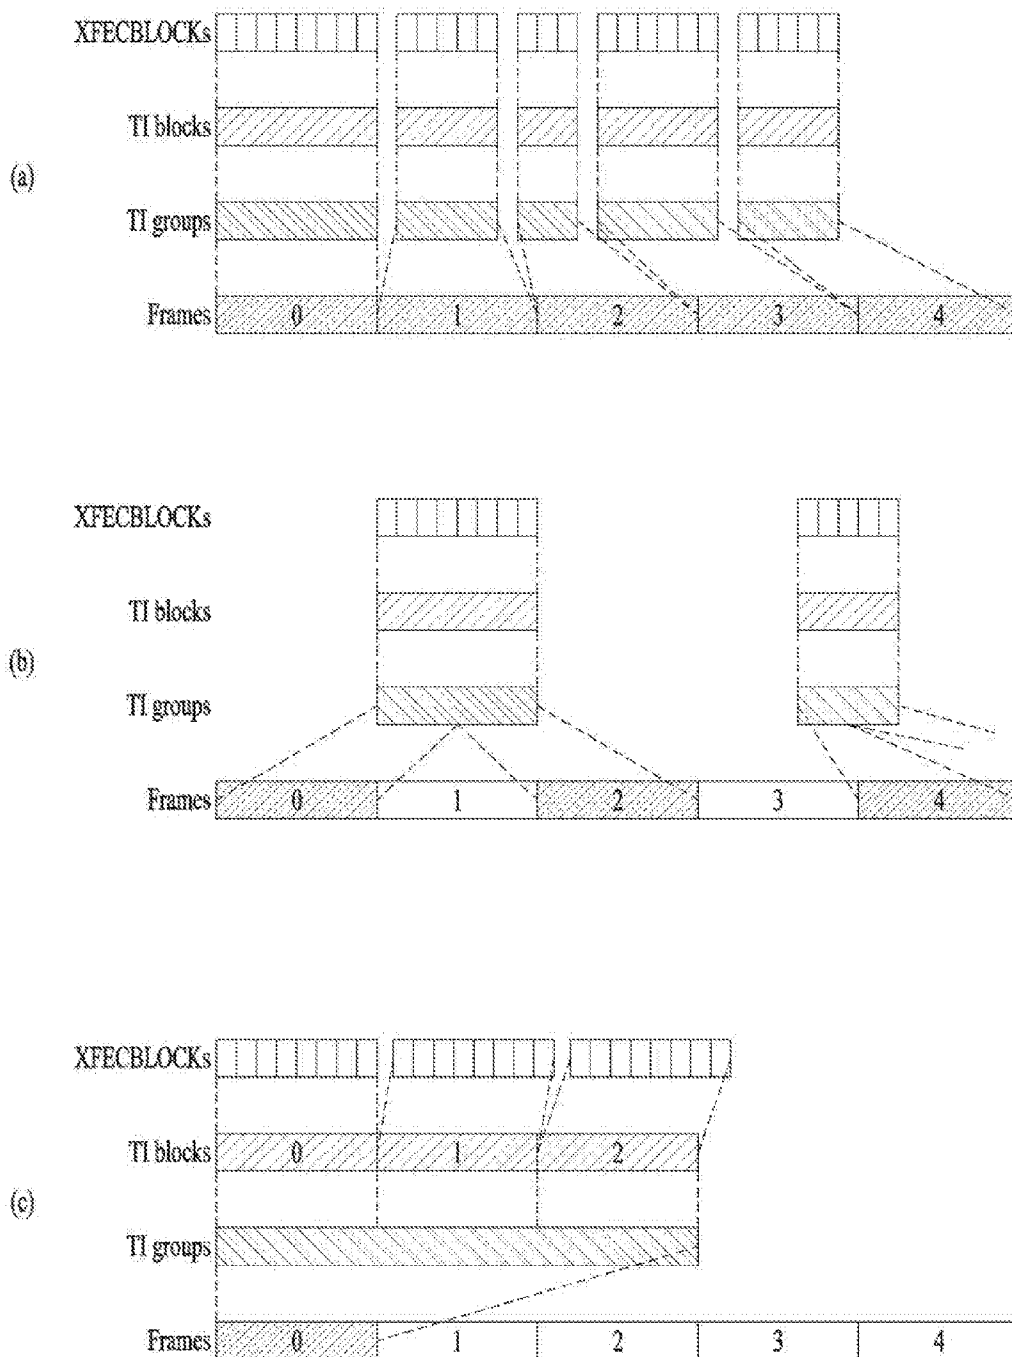 XFECBLOCKs
TI blocks
(a)
TI groups
Frames 0 1 2 3 4
XFECBLOCKs
TI blocks
(b)
TI groups
Frames 0 1 2 3 4
XFECBLOCKs
TI blocks 0 1 2
(c)
TI groups
Frames 0 1 2 3 4